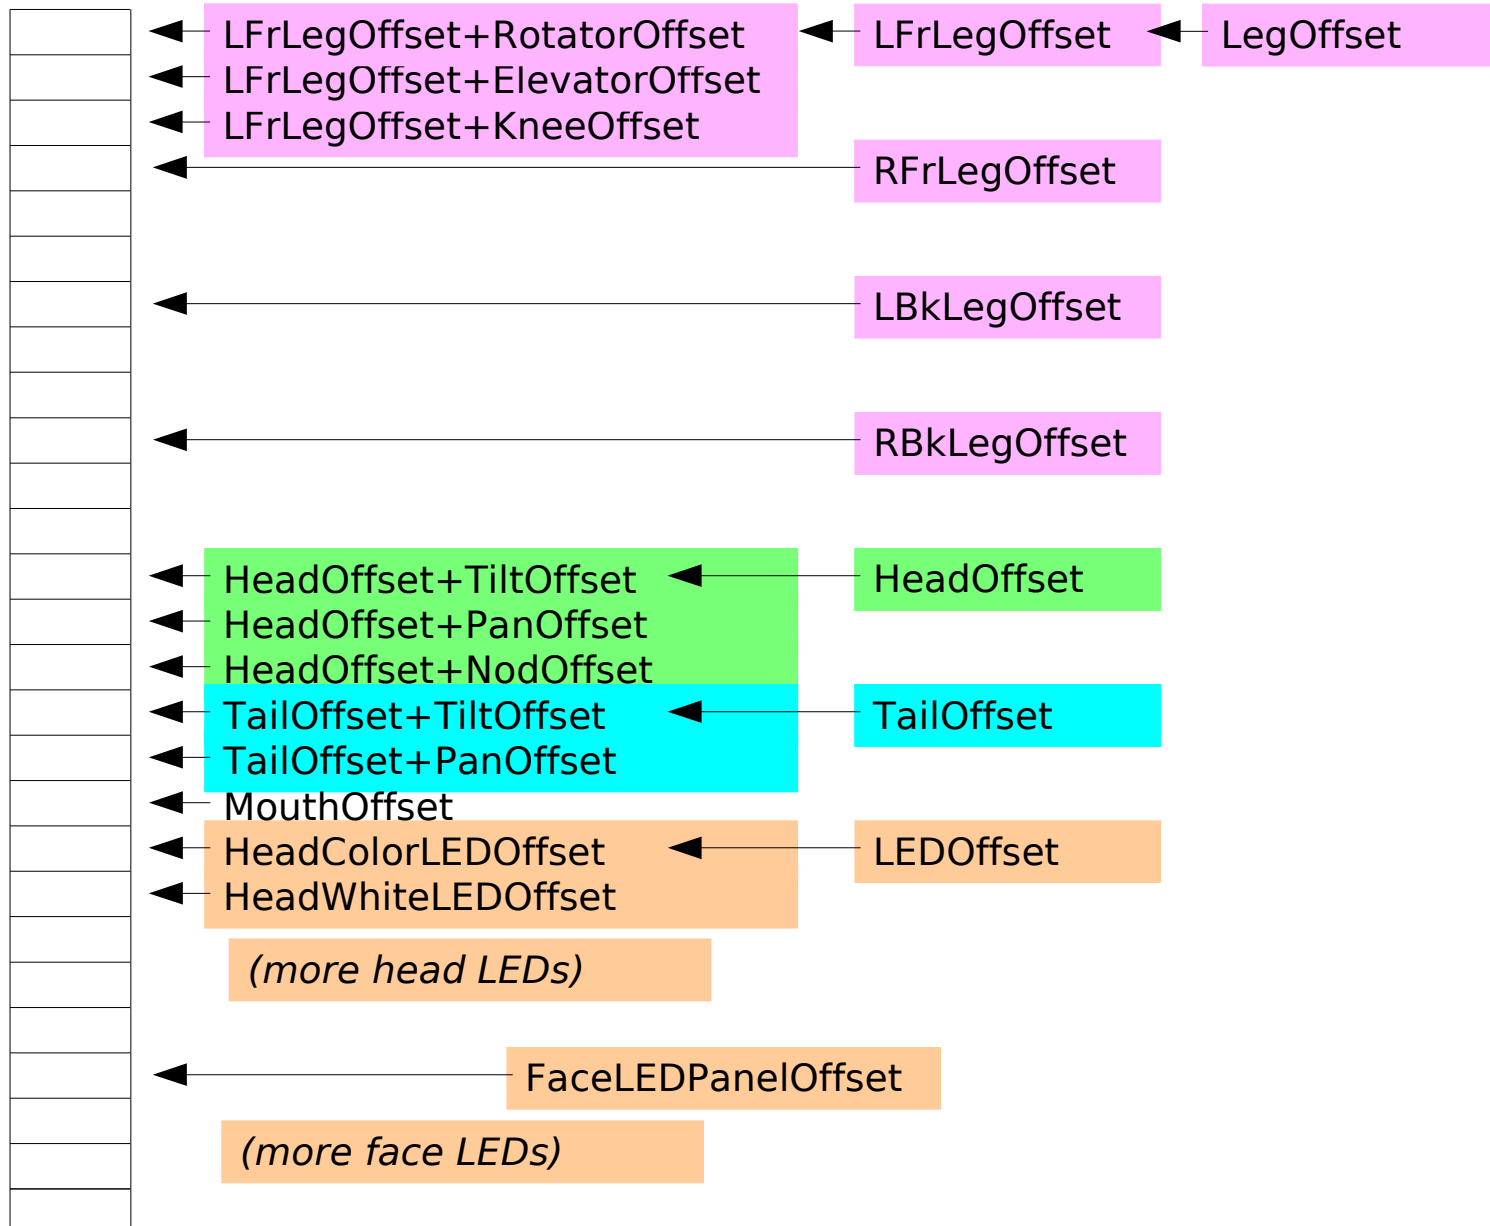 LFrLegOffset+RotatorOffset LFrLegOffset LegOffset
LFrLegOffset+ElevatorOffset
LFrLegOffset+KneeOffset
RFrLegOffset
LBkLegOffset
RBkLegOffset
HeadOffset+TiltOffset HeadOffset
HeadOffset+PanOffset
HeadOffset+NodOffset
TailOffset+TiltOffset TailOffset
TailOffset+PanOffset
MouthOffset
HeadColorLEDOffset LEDOffset
HeadWhiteLEDOffset
(more head LEDs)
FaceLEDPanelOffset
(more face LEDs)